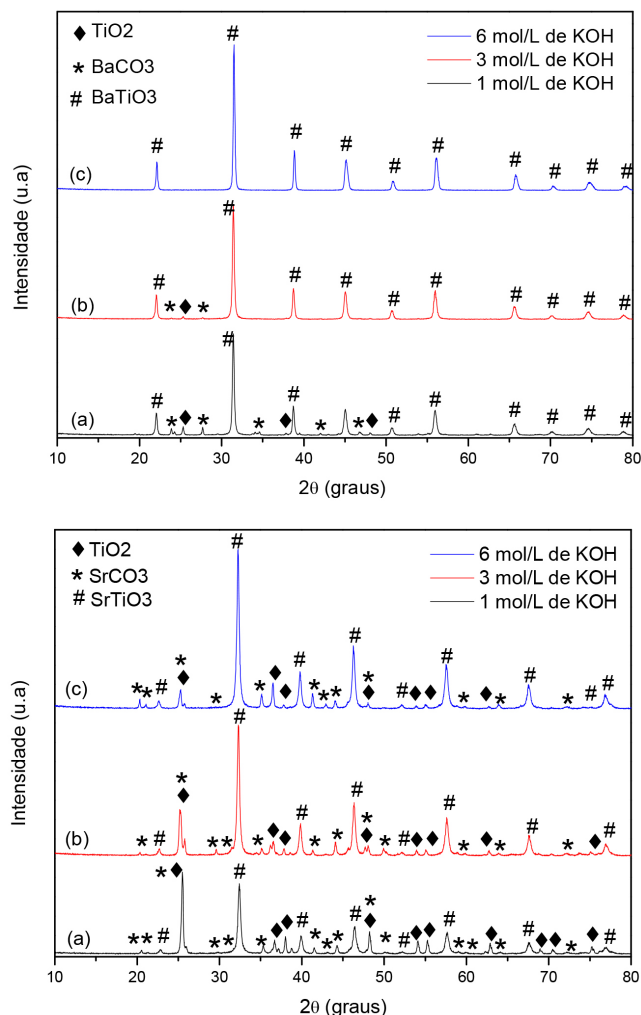 ◆ TiO2
* BaCO3
# BaTiO3
6 mol/L de KOH
3 mol/L de KOH
1 mol/L de KOH
Intensidade (u.a)
(c)
# # # # # # # # # #
(b)
# * ◆ * # # # # # # # # #
(a)
# * ◆ * # * ◆ # * * ◆ # # # # # #
10 20 30 40 50 60 70 80
2θ (graus)
◆ TiO2
* SrCO3
# SrTiO3
6 mol/L de KOH
3 mol/L de KOH
1 mol/L de KOH
Intensidade (u.a)
(c)
(b)
(a)
10 20 30 40 50 60 70 80
2θ (graus)